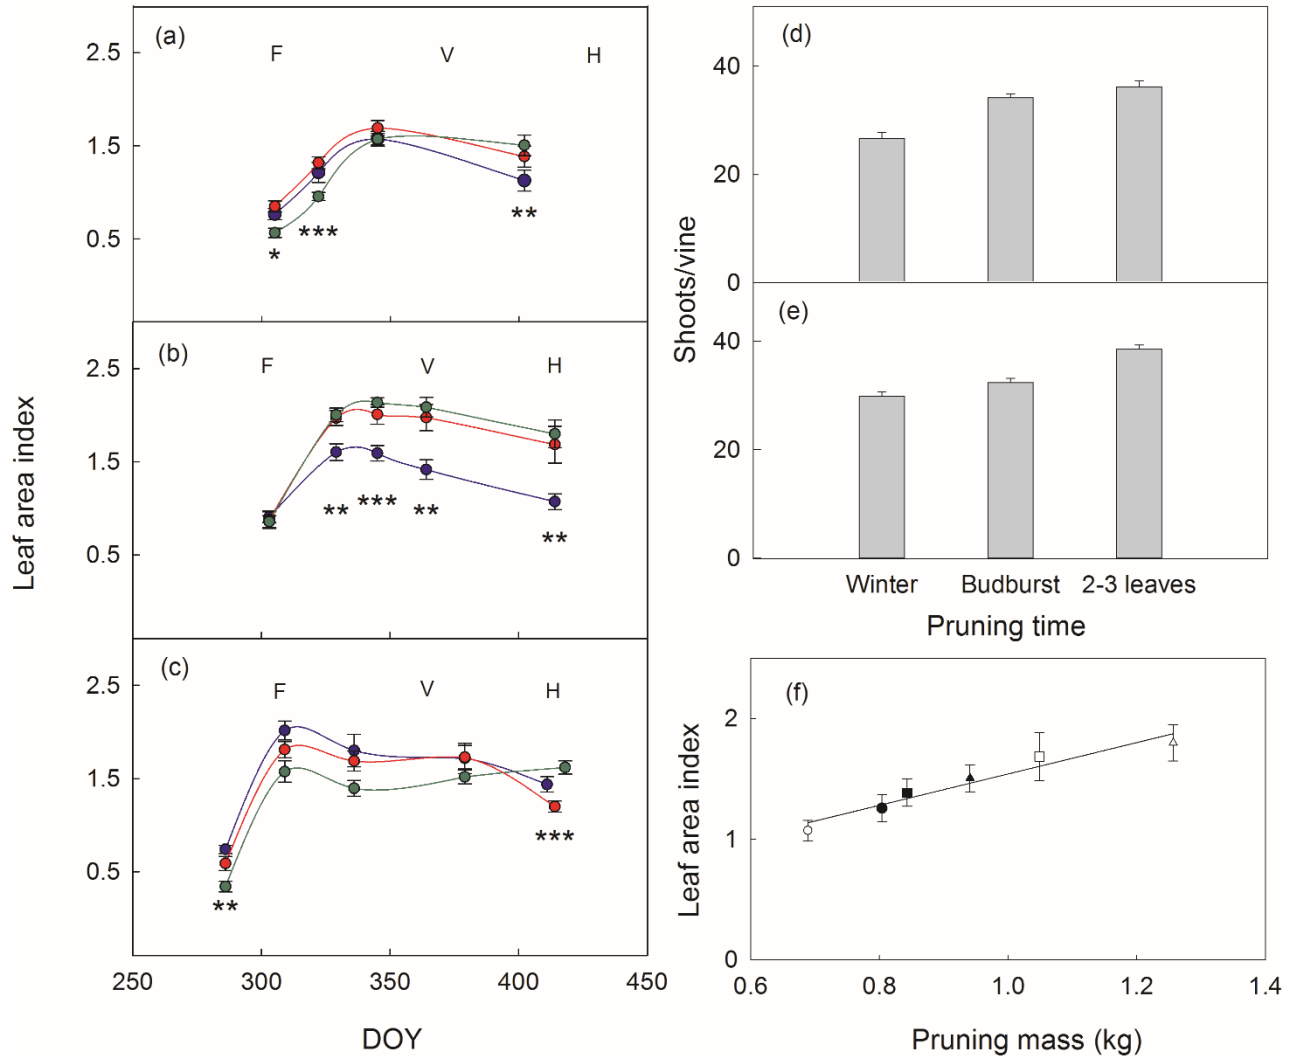 (a)
F
V
H
2.5
1.5
0.5
*
***
**
(b)
F
V
H
2.5
1.5
0.5
**
***
**
**
(c)
F
V
H
2.5
1.5
0.5
**
***
250
300
350
400
450
DOY
Leaf area index
(d)
40
20
0
(e)
40
20
0
Shoots/vine
Winter
Budburst
2-3 leaves
Pruning time
(f)
2
1
0
Leaf area index
0.6
0.8
1.0
1.2
1.4
Pruning mass (kg)